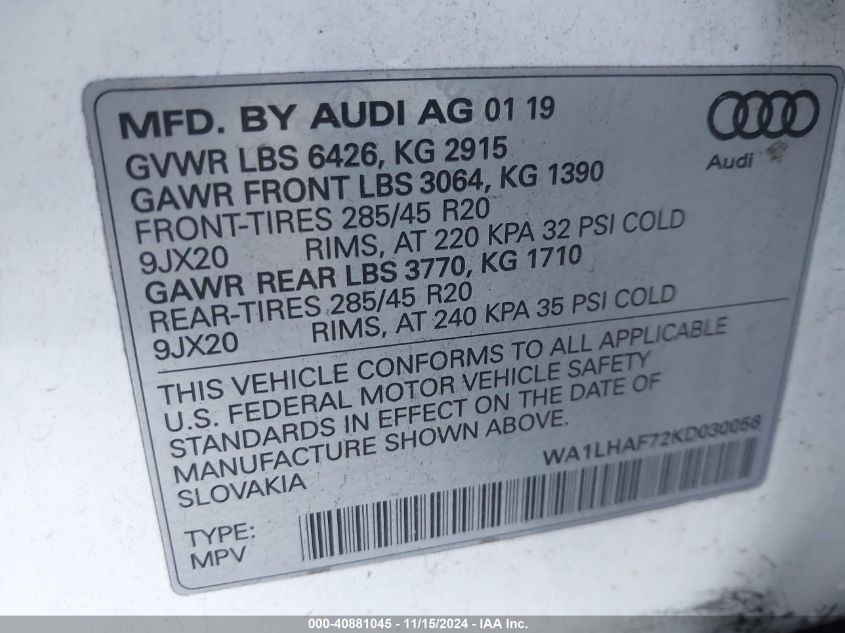 MFD. BY AUDI AG 01 19
Audi
GVWR LBS 6426, KG 2915
GAWR FRONT LBS 3064, KG 1390
FRONT-TIRES 285/45 R20
9JX20 RIMS, AT 220 KPA 32 PSI COLD
GAWR REAR LBS 3770, KG 1710
REAR-TIRES 285/45 R20
9JX20 RIMS, AT 240 KPA 35 PSI COLD
THIS VEHICLE CONFORMS TO ALL APPLICABLE
U.S. FEDERAL MOTOR VEHICLE SAFETY
STANDARDS IN EFFECT ON THE DATE OF
MANUFACTURE SHOWN ABOVE.
SLOVAKIA
WA1LHAF72KD030058
TYPE:
MPV
000-40881045 - 11/15/2024 - IAA Inc.